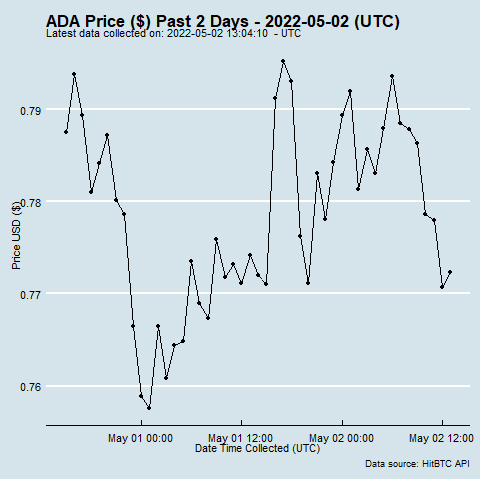 ADA Price ($) Past 2 Days - 2022-05-02 (UTC)
Latest data collected on: 2022-05-02 13:04:10 - UTC
0.79
0.78
0.77
0.76
Price USD ($)
May 01 00:00
May 01 12:00
May 02 00:00
May 02 12:00
Date Time Collected (UTC)
Data source: HitBTC API